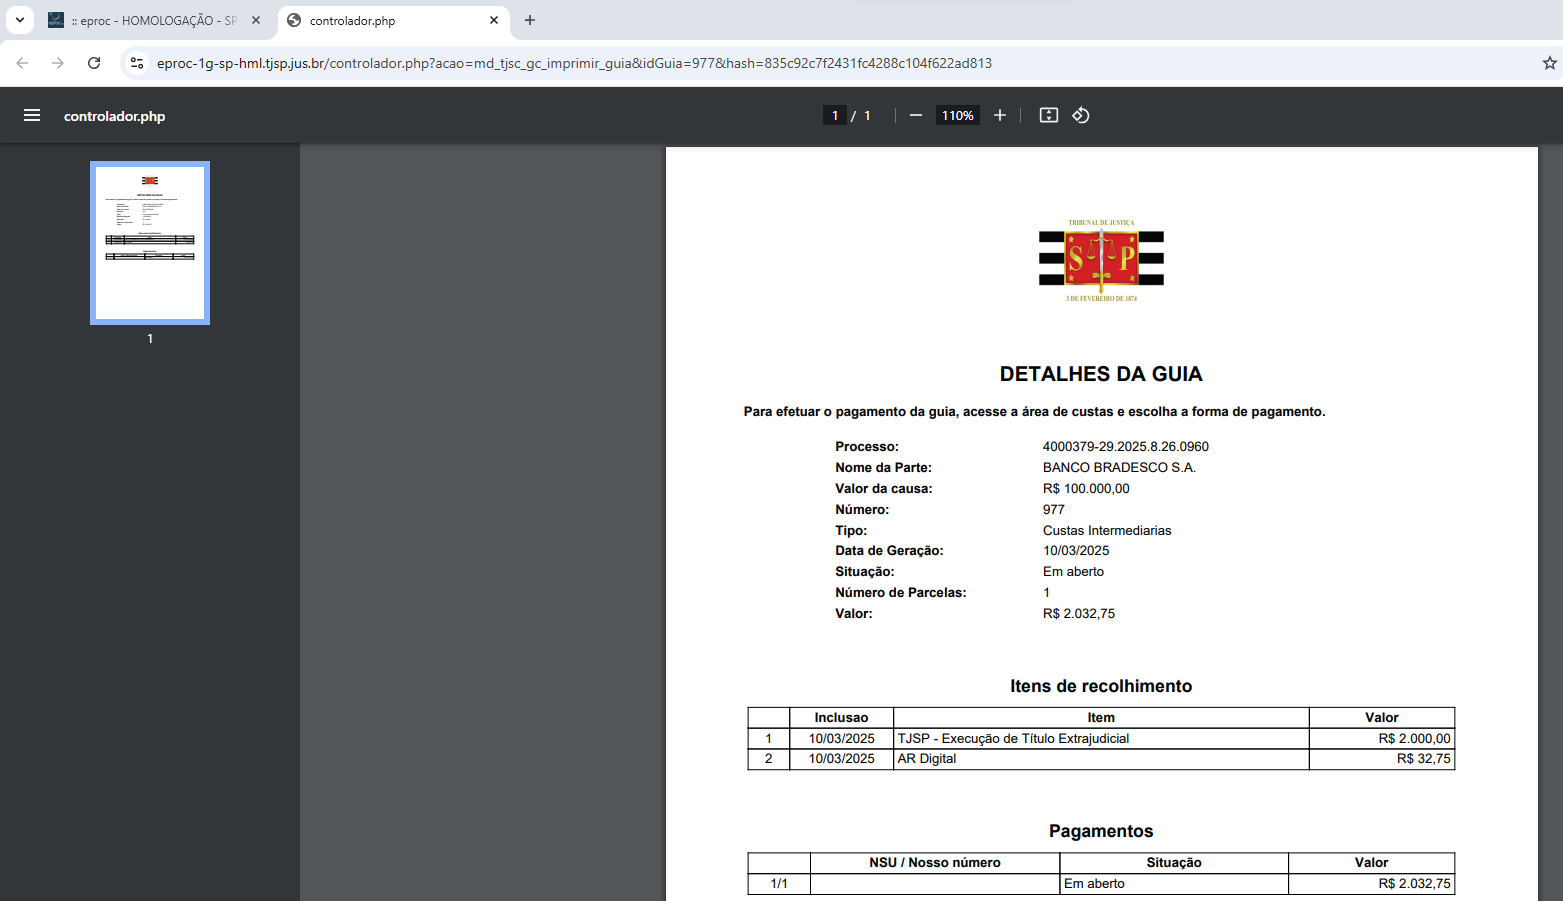 :: eproc - HOMOLOGAÇÃO - SP
controlador.php
eproc-1g-sp-hml.tjsp.jus.br/controlador.php?acao=md_tjsc_gc_imprimir_guia&idGuia=977&hash=835c92c7f2431fc4288c104f622ad813
controlador.php
1 / 1
110%
1
TRIBUNAL DE JUSTIÇA
S P
3 DE FEVEREIRO DE 1874
DETALHES DA GUIA
Para efetuar o pagamento da guia, acesse a área de custas e escolha a forma de pagamento.
Processo: 4000379-29.2025.8.26.0960
Nome da Parte: BANCO BRADESCO S.A.
Valor da causa: R$ 100.000,00
Número: 977
Tipo: Custas Intermediarias
Data de Geração: 10/03/2025
Situação: Em aberto
Número de Parcelas: 1
Valor: R$ 2.032,75
Itens de recolhimento
Inclusao Item Valor
1 10/03/2025 TJSP - Execução de Título Extrajudicial R$ 2.000,00
2 10/03/2025 AR Digital R$ 32,75
Pagamentos
NSU / Nosso número Situação Valor
1/1 Em aberto R$ 2.032,75